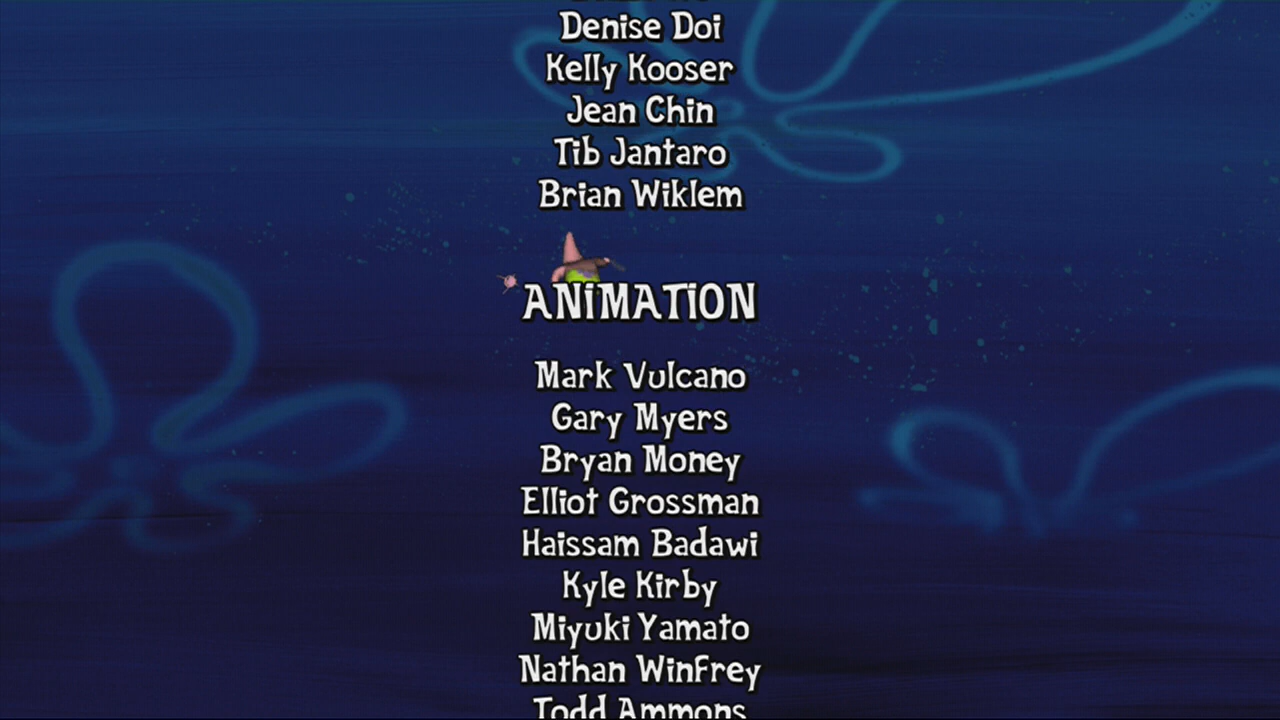 Denise Doi
Kelly Kooser
Jean Chin
Tib Jantaro
Brian Wiklem
ANiMATiON
Mark Vulcano
Gary Myers
Bryan Money
Elliot Grossman
Haissam Badawi
Kyle Kirby
Miyuki Yamato
Nathan Winfrey
Todd Ammons